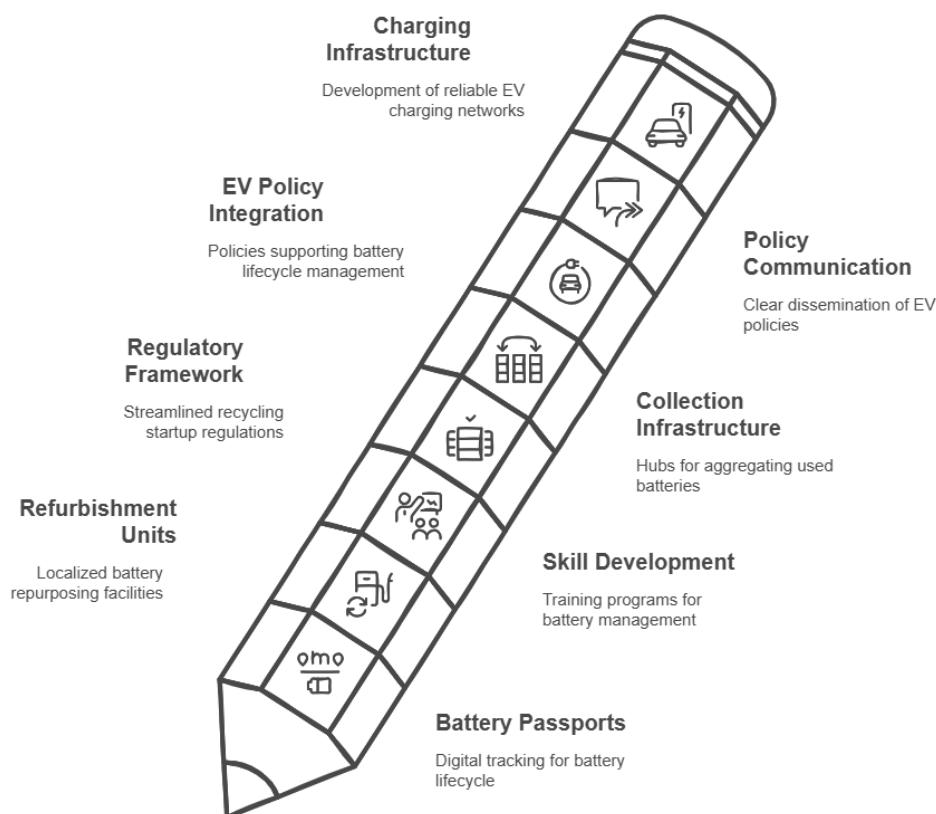 Charging
Infrastructure
Development of reliable EV
charging networks
EV Policy
Integration
Policies supporting battery
lifecycle management
Policy
Communication
Clear dissemination of EV
policies
Regulatory
Framework
Streamlined recycling
startup regulations
Collection
Infrastructure
Hubs for aggregating used
batteries
Refurbishment
Units
Localized battery
repurposing facilities
Skill Development
Training programs for
battery management
Battery Passports
Digital tracking for battery
lifecycle